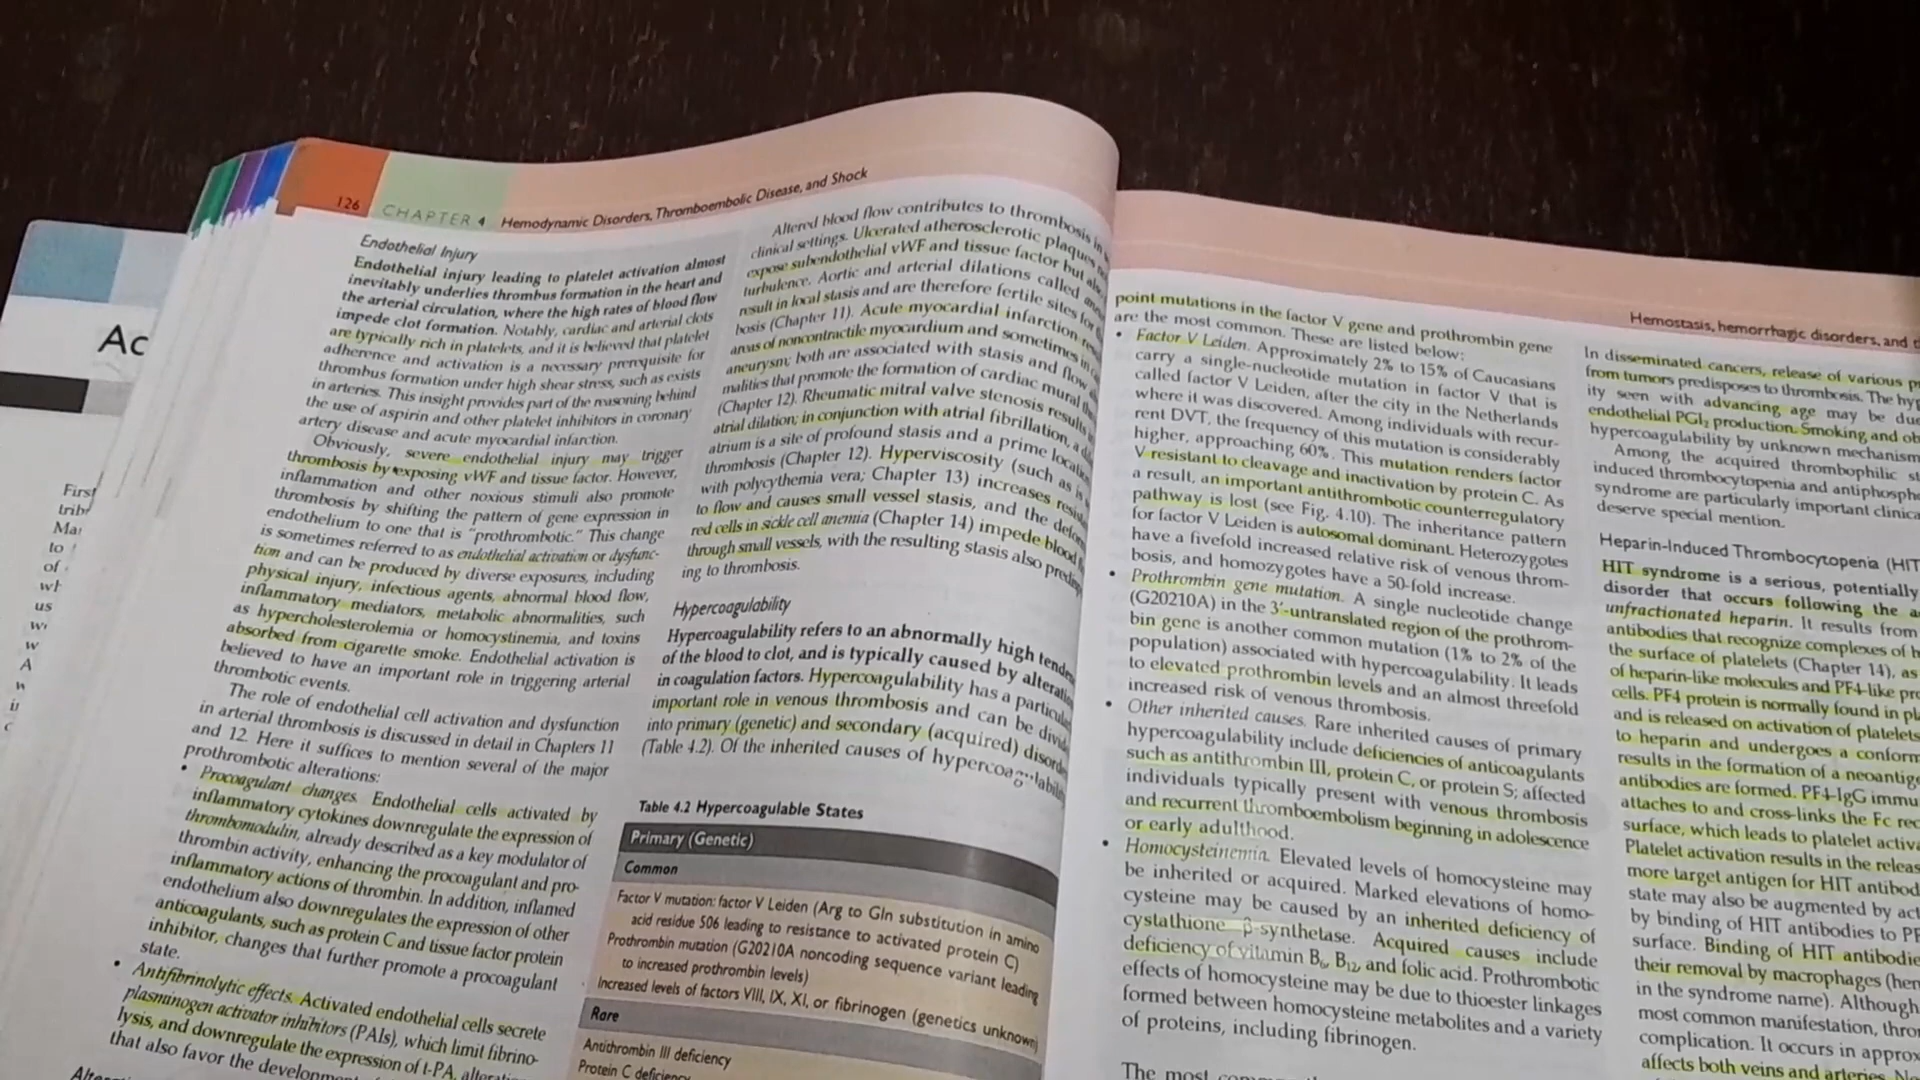 126 CHAPTER 4 Hemodynamic Disorders, Thromboembolic Disease, and Shock
Endothelial Injury
Endothelial injury leading to platelet activation almost
inevitably underlies thrombus formation in the heart and
the arterial circulation, where the high rates of blood flow
impede clot formation. Notably, cardiac and arterial clots
are typically rich in platelets, and it is believed that platelet
adherence and activation is a necessary prerequisite for
thrombus formation under high shear stress, such as exists
in arteries. This insight provides part of the reasoning behind
the use of aspirin and other platelet inhibitors in coronary
artery disease and acute myocardial infarction.
Obviously, severe endothelial injury may trigger
thrombosis by exposing vWF and tissue factor. However,
inflammation and other noxious stimuli also promote
thrombosis by shifting the pattern of gene expression in
endothelium to one that is "prothrombotic." This change
is sometimes referred to as endothelial activation or dysfunc-
tion and can be produced by diverse exposures, including
physical injury, infectious agents, abnormal blood flow,
inflammatory mediators, metabolic abnormalities, such
as hypercholesterolemia or homocystinemia, and toxins
absorbed from cigarette smoke. Endothelial activation is
believed to have an important role in triggering arterial
thrombotic events.
The role of endothelial cell activation and dysfunction
in arterial thrombosis is discussed in detail in Chapters 11
and 12. Here it suffices to mention several of the major
prothrombotic alterations:
• Procoagulant changes. Endothelial cells activated by
inflammatory cytokines downregulate the expression of
thrombomodulin, already described as a key modulator of
thrombin activity, enhancing the procoagulant and pro-
inflammatory actions of thrombin. In addition, inflamed
endothelium also downregulates the expression of other
anticoagulants, such as protein C and tissue factor protein
inhibitor, changes that further promote a procoagulant
state.
• Antifibrinolytic effects. Activated endothelial cells secrete
plasminogen activator inhibitors (PAIs), which limit fibrino-
lysis, and downregulate the expression of t-PA,
that also favor the
Altered blood flow contributes to thrombosis in
clinical settings. Ulcerated atherosclerotic plaques
expose subendothelial vWF and tissue factor but also
turbulence. Aortic and arterial dilations called
result in local stasis and are therefore fertile sites for
bosis (Chapter 11). Acute myocardial infarction
areas of noncontractile myocardium and sometimes in
aneurysm; both are associated with stasis and flow
malities that promote the formation of cardiac mural
(Chapter 12). Rheumatic mitral valve stenosis results
atrial dilation; in conjunction with atrial fibrillation, a
atrium is a site of profound stasis and a prime location
thrombosis (Chapter 12). Hyperviscosity (such as is
with polycythemia vera; Chapter 13) increases
to flow and causes small vessel stasis, and the
red cells in sickle cell anemia (Chapter 14) impede blood
through small vessels, with the resulting stasis also
ing to thrombosis.
Hypercoagulability
Hypercoagulability refers to an abnormally high
of the blood to clot, and is typically caused by
in coagulation factors. Hypercoagulability has a
important role in venous thrombosis and can be
into primary (genetic) and secondary (acquired)
(Table 4.2). Of the inherited causes of
Table 4.2 Hypercoagulable States
Primary (Genetic)
Common
Factor V mutation: factor V Leiden (Arg to Gln substitution in amino
acid residue 506 leading to resistance to activated protein C)
Prothrombin mutation (G20210A noncoding sequence variant leading
to increased prothrombin levels)
Increased levels of factors VIII, IX, XI, or fibrinogen (genetics unknown)
Rare
Antithrombin III deficiency
Protein C deficiency
Hemostasis, hemorrhagic disorders, and
point mutations in the factor V gene and prothrombin gene
are the most common. These are listed below:
• Factor V Leiden. Approximately 2% to 15% of Caucasians
carry a single-nucleotide mutation in factor V that is
called factor V Leiden, after the city in the Netherlands
where it was discovered. Among individuals with recur-
rent DVT, the frequency of this mutation is considerably
higher, approaching 60%. This mutation renders factor
V resistant to cleavage and inactivation by protein C. As
a result, an important antithrombotic counterregulatory
pathway is lost (see Fig. 4.10). The inheritance pattern
for factor V Leiden is autosomal dominant. Heterozygotes
have a fivefold increased relative risk of venous throm-
bosis, and homozygotes have a 50-fold increase.
• Prothrombin gene mutation. A single nucleotide change
(G20210A) in the 3′-untranslated region of the prothrom-
bin gene is another common mutation (1% to 2% of the
population) associated with hypercoagulability. It leads
to elevated prothrombin levels and an almost threefold
increased risk of venous thrombosis.
• Other inherited causes. Rare inherited causes of primary
hypercoagulability include deficiencies of anticoagulants
such as antithrombin III, protein C, or protein S; affected
individuals typically present with venous thrombosis
and recurrent thromboembolism beginning in adolescence
or early adulthood.
• Homocysteinemia. Elevated levels of homocysteine may
be inherited or acquired. Marked elevations of homo-
cysteine may be caused by an inherited deficiency of
cystathione β-synthetase. Acquired causes include
deficiency of vitamin B6, B12, and folic acid. Prothrombotic
effects of homocysteine may be due to thioester linkages
formed between homocysteine metabolites and a variety
of proteins, including fibrinogen.
The most
In disseminated cancers, release of various
from tumors predisposes to thrombosis. The
ity seen with advancing age may be due
endothelial PGI2 production. Smoking and
hypercoagulability by unknown
Among the acquired thrombophilic
induced thrombocytopenia and
syndrome are particularly important
deserve special mention.
Heparin-Induced Thrombocytopenia (HIT
HIT syndrome is a serious, potentially
disorder that occurs following the
unfractionated heparin. It results from
antibodies that recognize complexes of
the surface of platelets (Chapter 14), as
of heparin-like molecules and PF4-like
cells. PF4 protein is normally found in
and is released on activation of platelets
to heparin and undergoes a
results in the formation of a
antibodies are formed. PF4-IgG
attaches to and cross-links the Fc
surface, which leads to platelet
Platelet activation results in the
more target antigen for HIT
state may also be augmented by
by binding of HIT antibodies to
surface. Binding of HIT
their removal by macrophages
in the syndrome name). Although
most common manifestation,
complication. It occurs in
affects both veins and arteries.
Ac
First
to
of
us